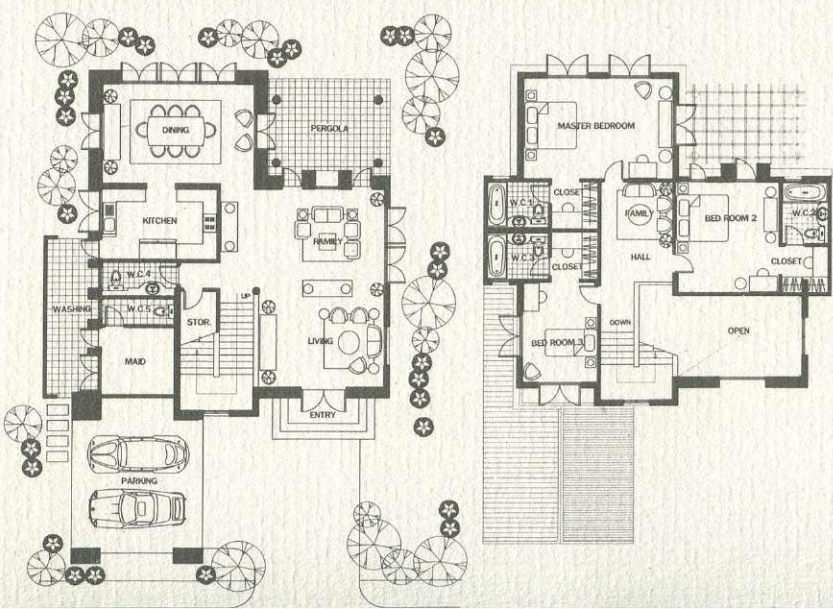 DINING
PERGOLA
KITCHEN
FAMILY
W.C.4
WASHING
W.C.5
STOR.
UP
LIVING
MAID
ENTRY
PARKING
MASTER BEDROOM
W.C.1
CLOSET
FAMILY
BED ROOM 2
W.C.2
W.C.3
CLOSET
HALL
CLOSET
DOWN
OPEN
BED ROOM 3